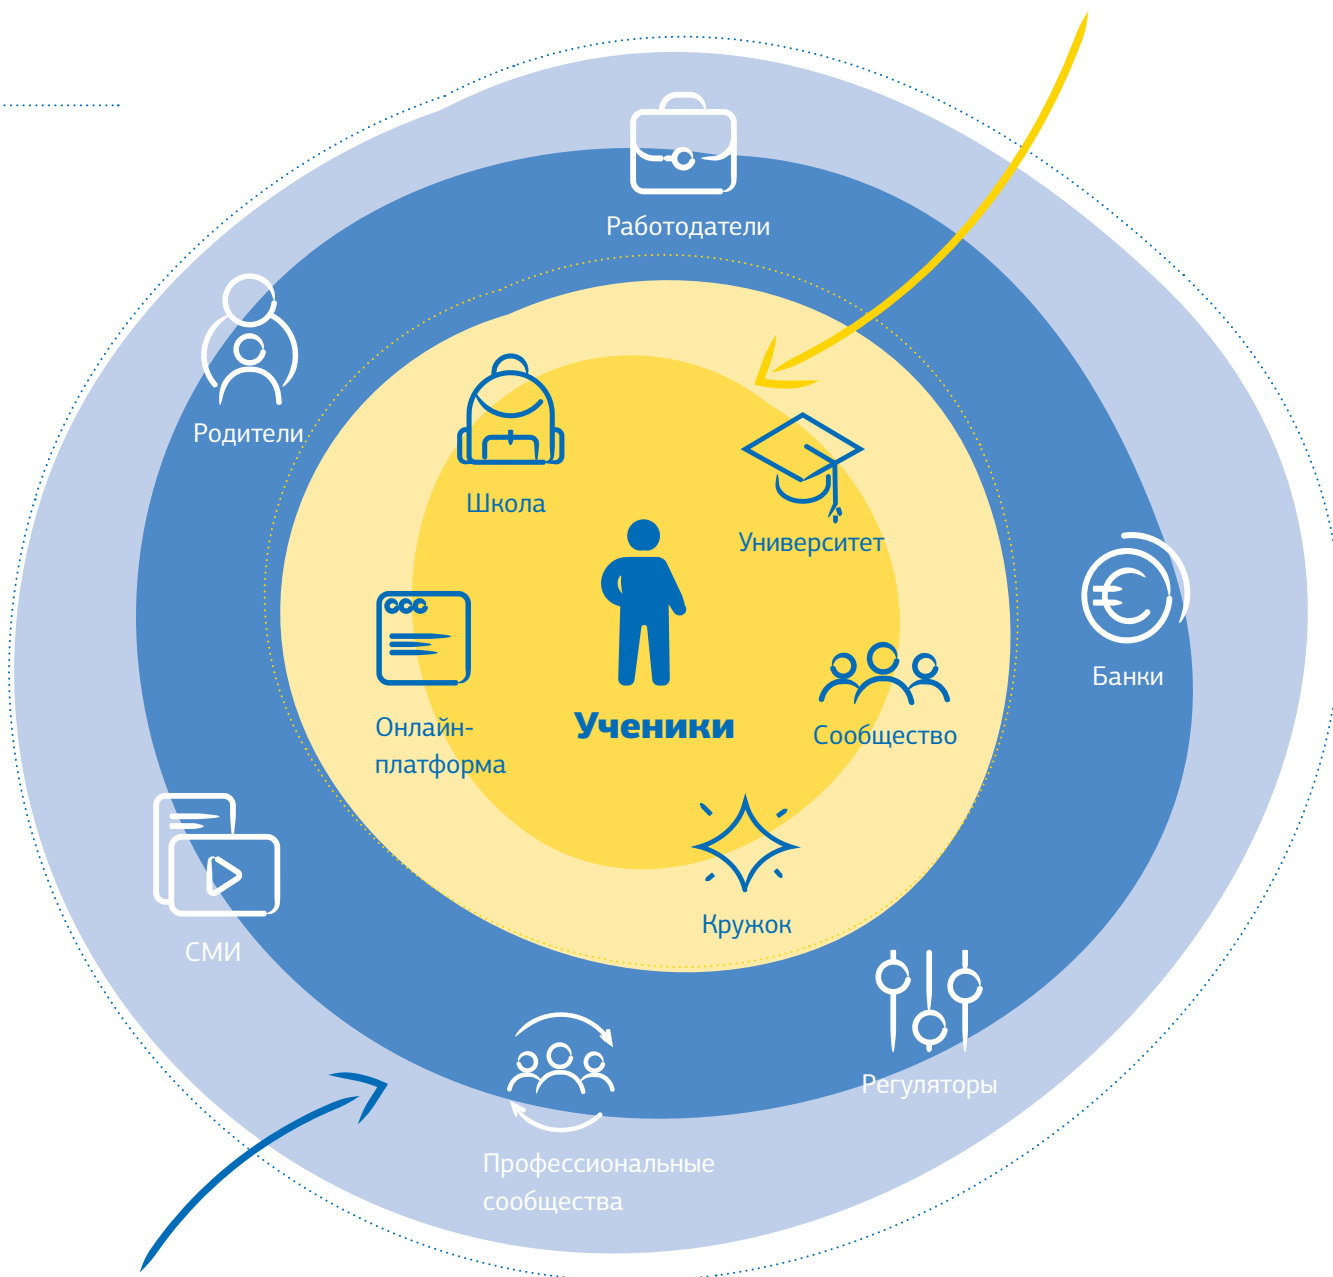 Работодатели
Родители
Школа
Университет
Ученики
Банки
Онлайн-
платформа
Сообщество
Кружок
СМИ
Регуляторы
Профессиональные
сообщества